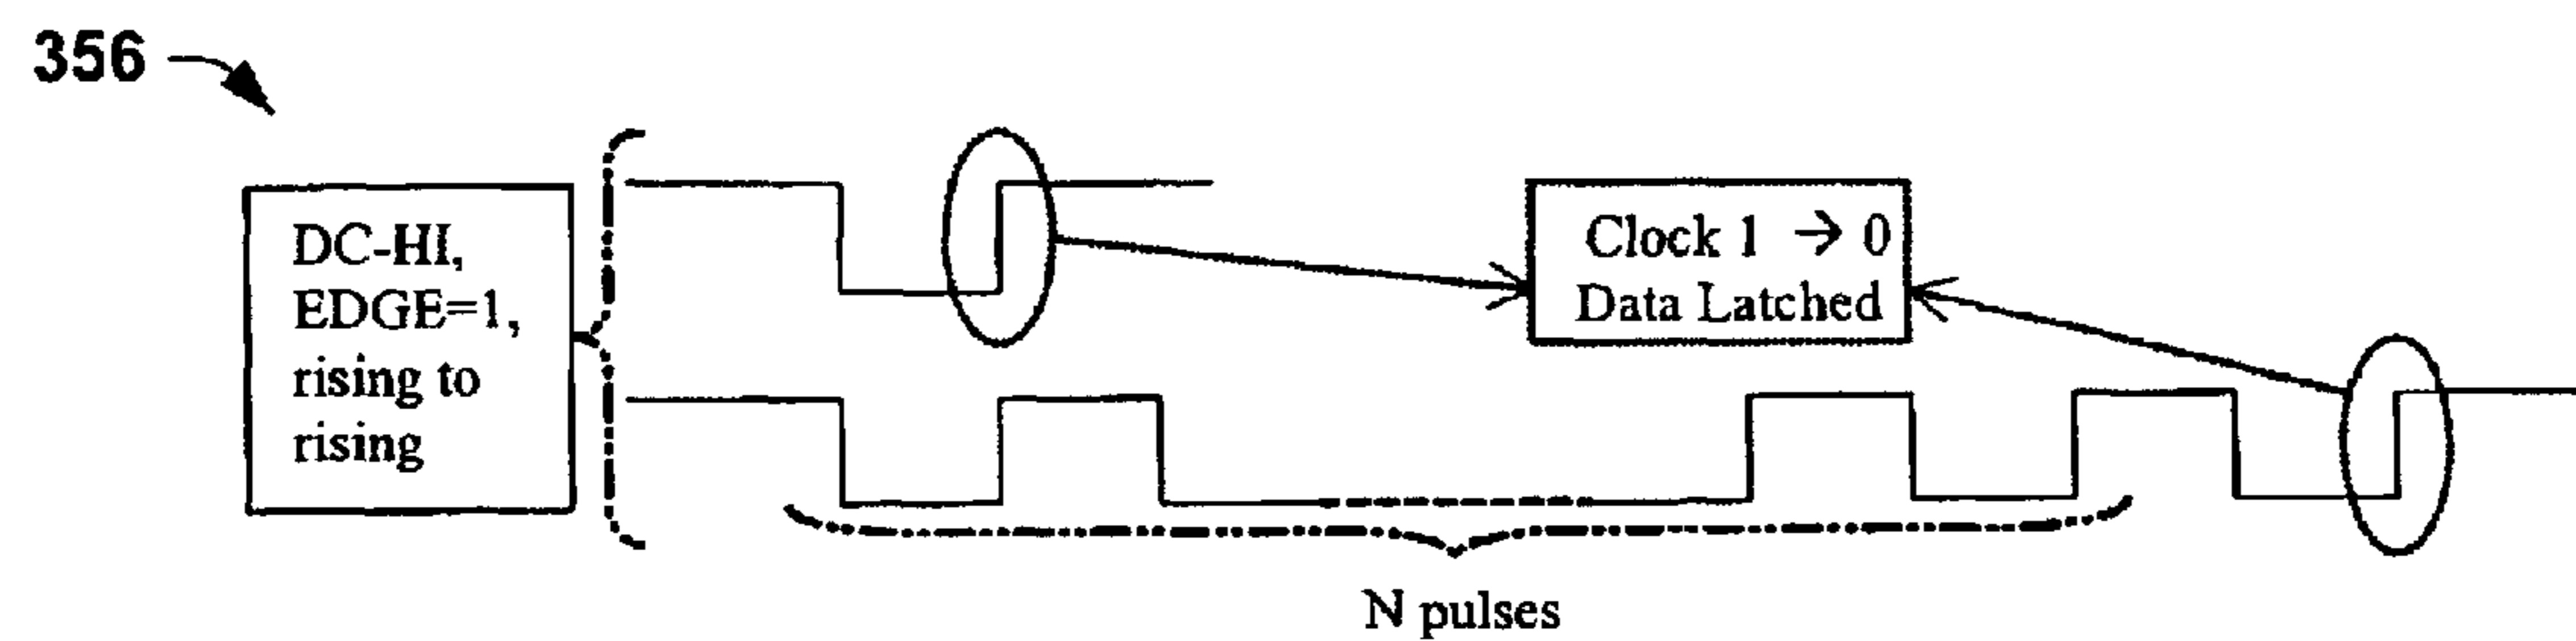 356
DC-HI,
EDGE=1,
rising to
rising
Clock 1 → 0
Data Latched
N pulses